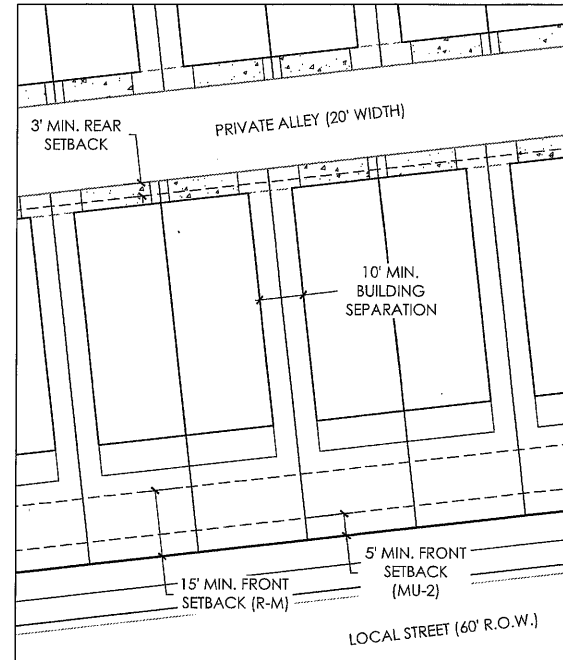 PRIVATE ALLEY (20' WIDTH)
3' MIN. REAR
SETBACK
10' MIN.
BUILDING
SEPARATION
15' MIN. FRONT
SETBACK (R-M)
5' MIN. FRONT
SETBACK
(MU-2)
LOCAL STREET (60' R.O.W.)